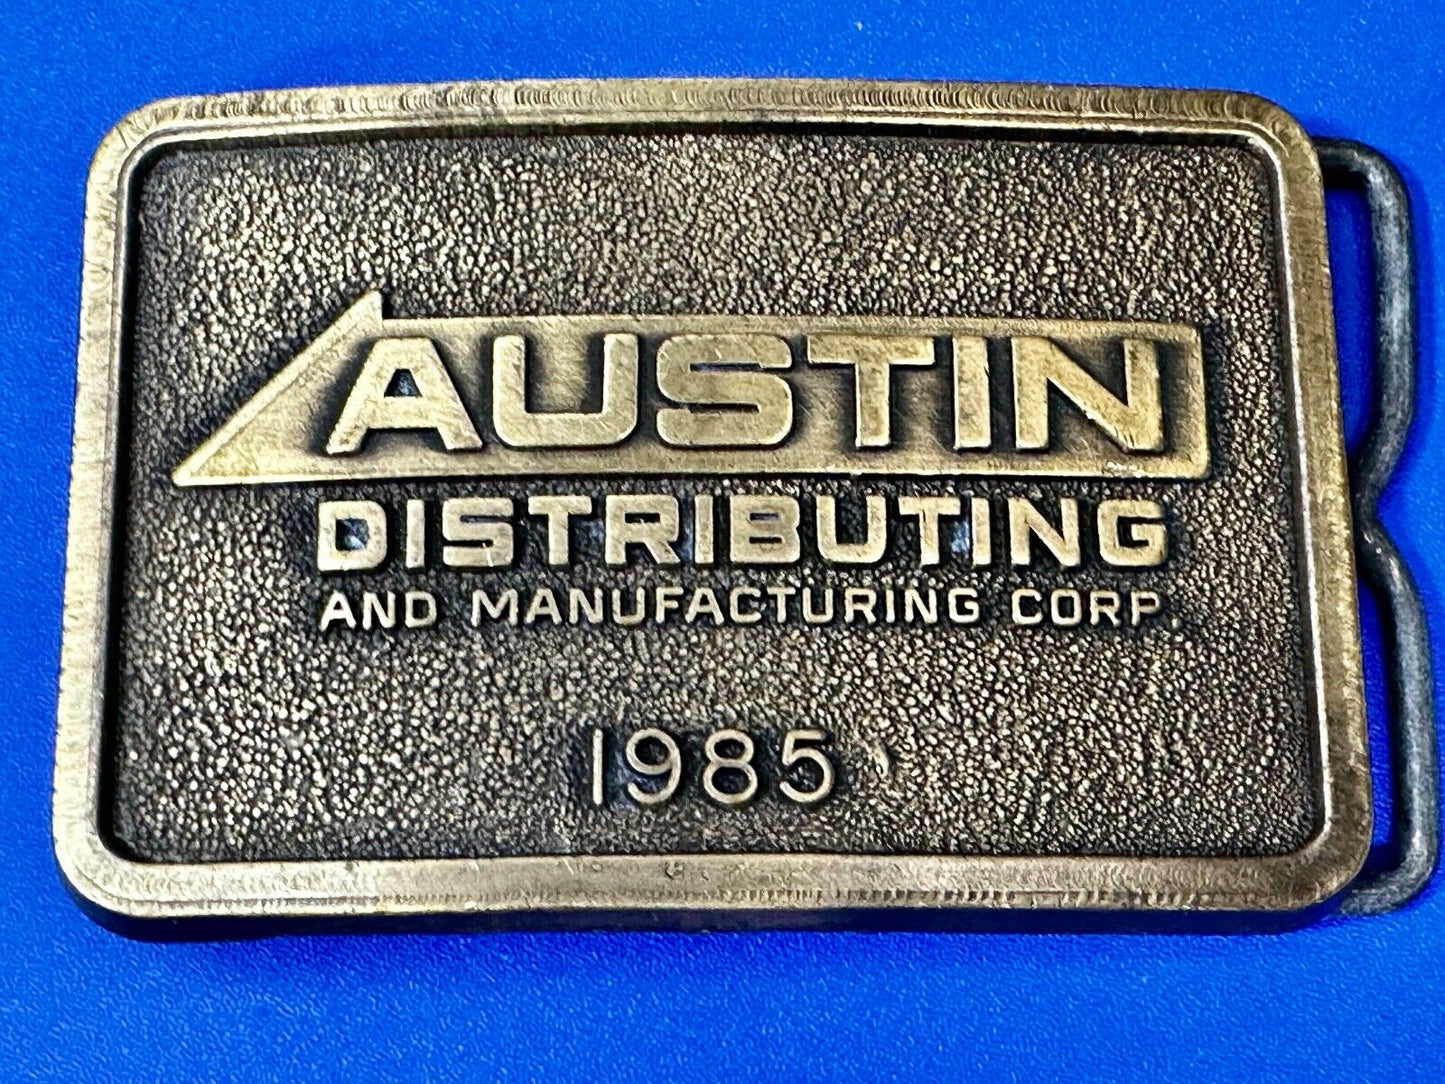 AUSTIN
DISTRIBUTING
AND MANUFACTURING CORP.
1985